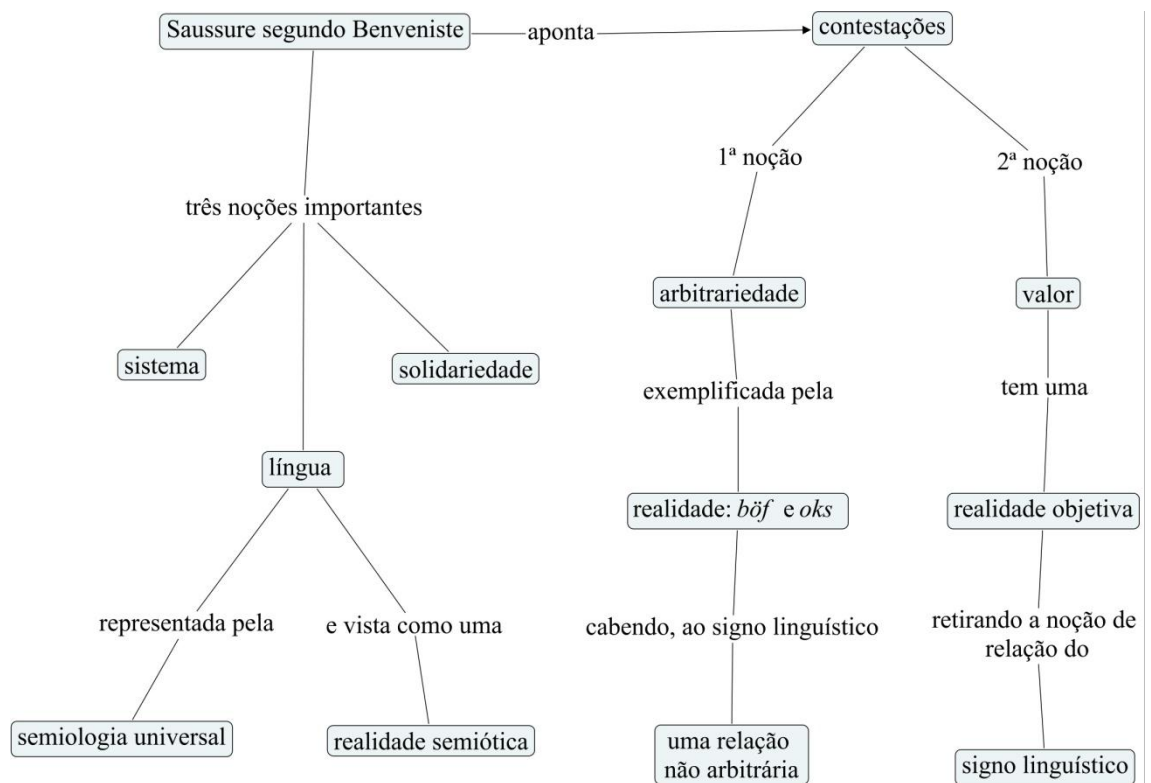 Saussure segundo Benveniste
aponta
contestações
1ª noção
2ª noção
três noções importantes
arbitrariedade
valor
sistema
solidariedade
exemplificada pela
tem uma
língua
realidade: böf e oks
realidade objetiva
representada pela
e vista como uma
cabendo, ao signo linguístico
retirando a noção de
relação do
semiologia universal
realidade semiótica
uma relação
não arbitrária
signo linguístico